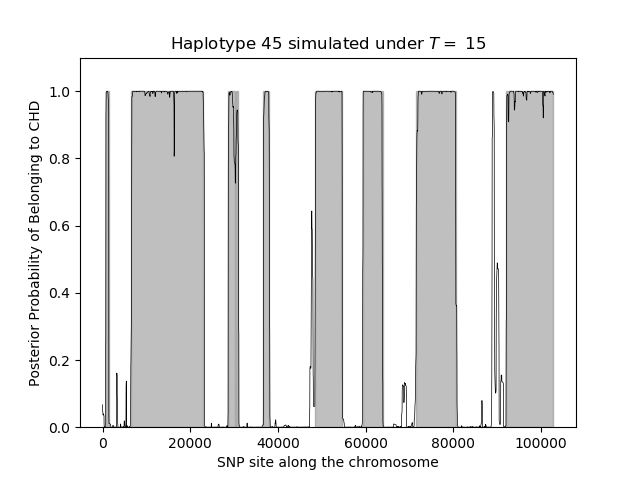 Haplotype 45 simulated under T = 15
Posterior Probability of Belonging to CHD
1.0
0.8
0.6
0.4
0.2
0.0
0 20000 40000 60000 80000 100000
SNP site along the chromosome